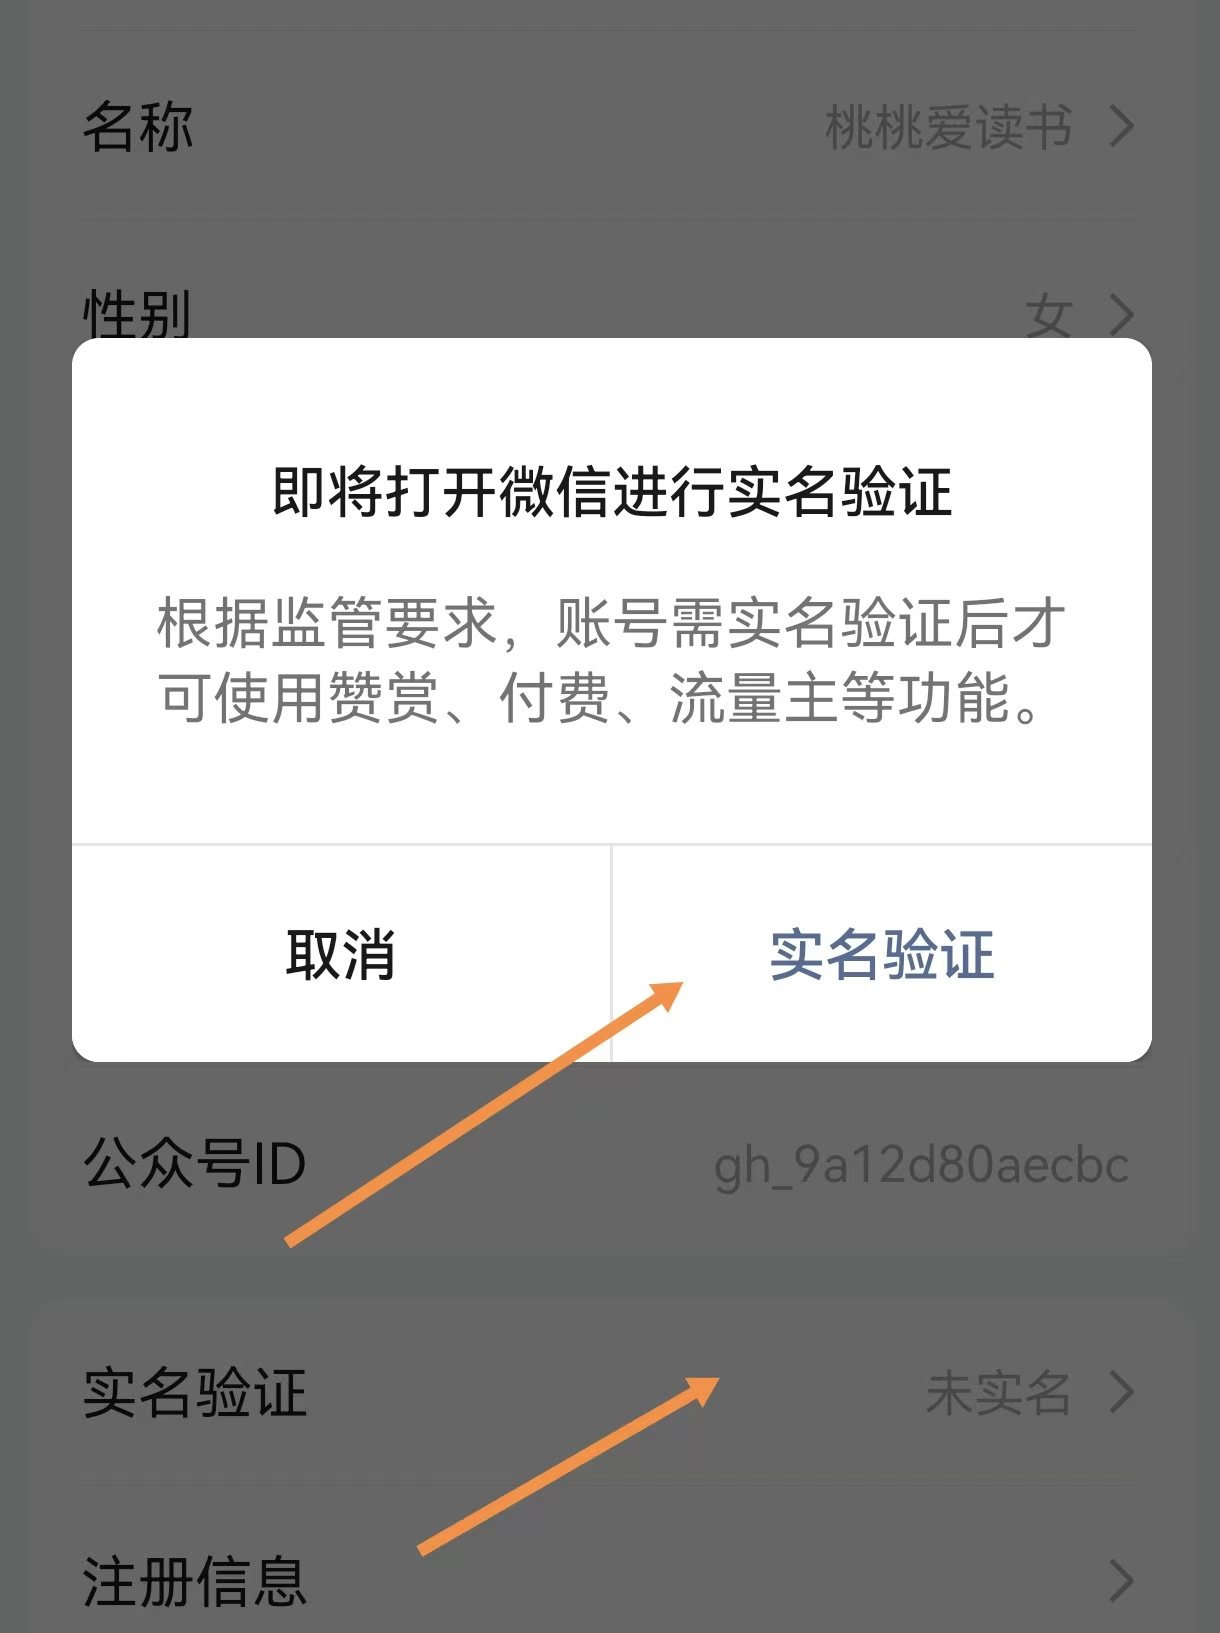 名称
桃桃爱读书
性别
女
即将打开微信进行实名验证
根据监管要求，账号需实名验证后才
可使用赞赏、付费、流量主等功能。
取消
实名验证
公众号ID
gh_9a12d80aecbc
实名验证
未实名
注册信息